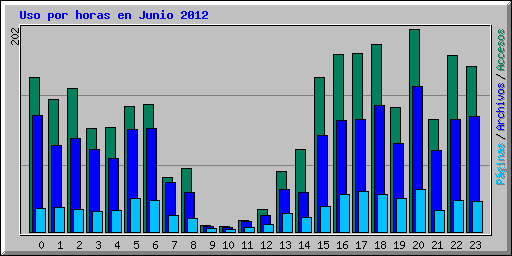 Uso por horas en Junio 2012
202
Páginas / Archivos / Accesos
0 1 2 3 4 5 6 7 8 9 10 11 12 13 14 15 16 17 18 19 20 21 22 23